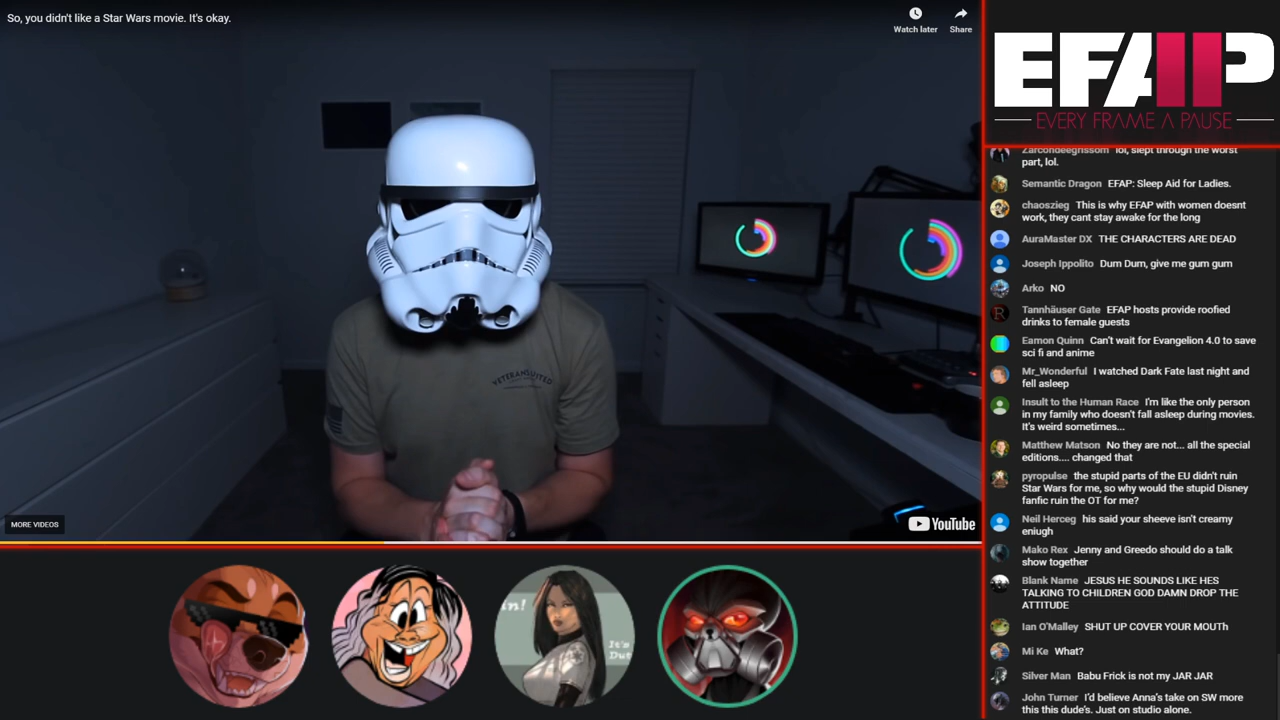 So, you didn't like a Star Wars movie. It's okay.
Watch later
Share
MORE VIDEOS
YouTube
VETERAN
in!
It's
EFAP
EVERY FRAME A PAUSE
Zarcondeegrissom lol, slept through the worst
part, lol.
Semantic Dragon EFAP: Sleep Aid for Ladies.
chaoszieg This is why EFAP with women doesnt
work, they cant stay awake for the long
AuraMaster DX THE CHARACTERS ARE DEAD
Joseph Ippolito Dum Dum, give me gum gum
Arko NO
Tannhäuser Gate EFAP hosts provide roofied
drinks to female guests
Eamon Quinn Can't wait for Evangelion 4.0 to save
sci fi and anime
Mr_Wonderful I watched Dark Fate last night and
fell asleep
Insult to the Human Race I'm like the only person
in my family who doesn't fall asleep during movies.
It's weird sometimes...
Matthew Matson No they are not... all the special
editions.... changed that
pyropulse the stupid parts of the EU didn't ruin
Star Wars for me, so why would the stupid Disney
fanfic ruin the OT for me?
Neil Herceg his said your sheeve isn't creamy
eniugh
Mako Rex Jenny and Greedo should do a talk
show together
Blank Name JESUS HE SOUNDS LIKE HES
TALKING TO CHILDREN GOD DAMN DROP THE
ATTITUDE
Ian O'Malley SHUT UP COVER YOUR MOUTh
Mi Ke What?
Silver Man Babu Frick is not my JAR JAR
John Turner I'd believe Anna's take on SW more
this this dude's. Just on studio alone.